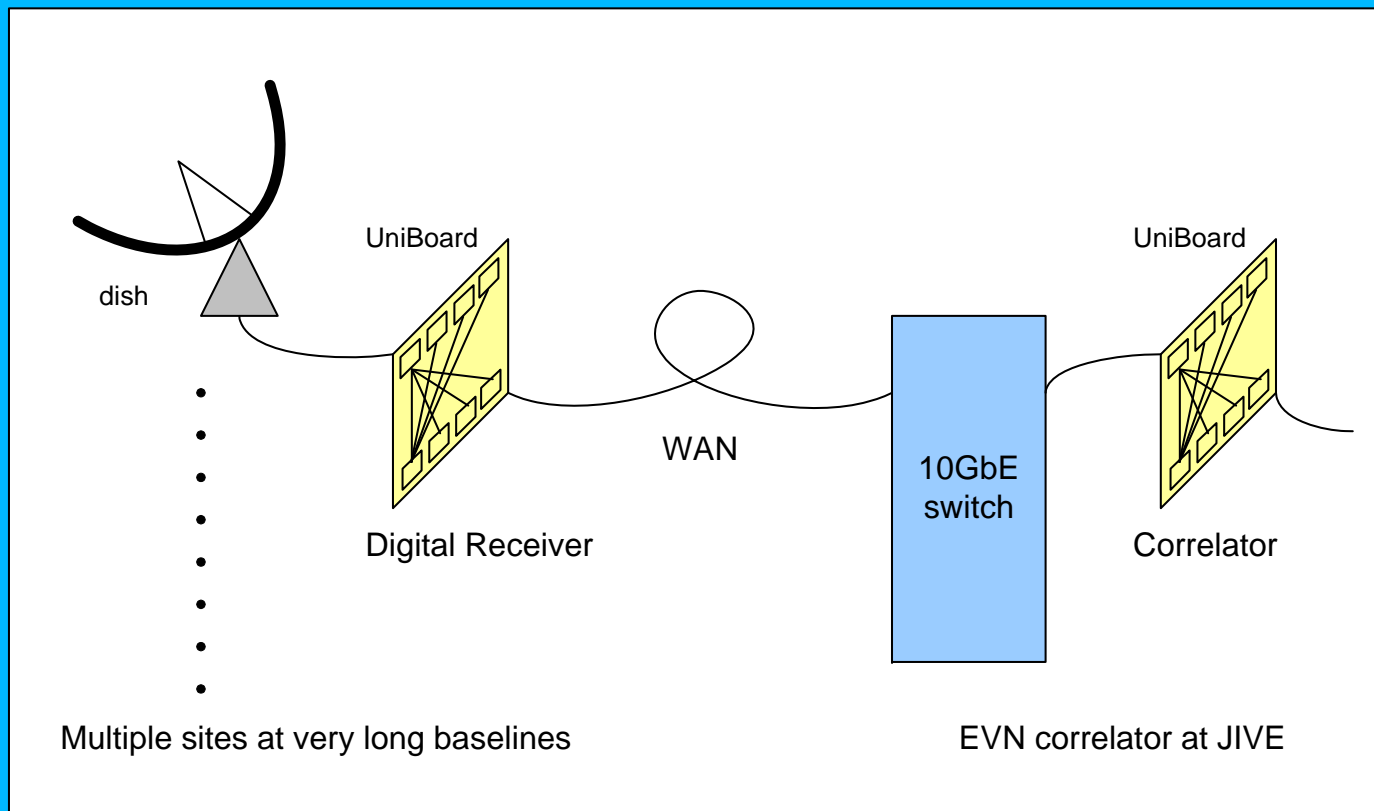 UniBoard
UniBoard
dish
WAN
10GbE
switch
Digital Receiver
Correlator
Multiple sites at very long baselines
EVN correlator at JIVE